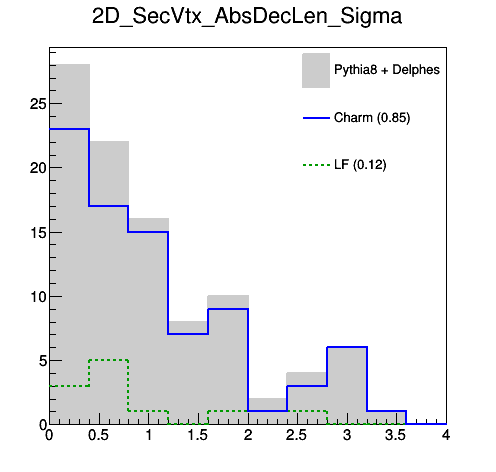 2D_SecVtx_AbsDecLen_Sigma
Pythia8 + Delphes
Charm (0.85)
LF (0.12)
25
20
15
10
5
0
0 0.5 1 1.5 2 2.5 3 3.5 4